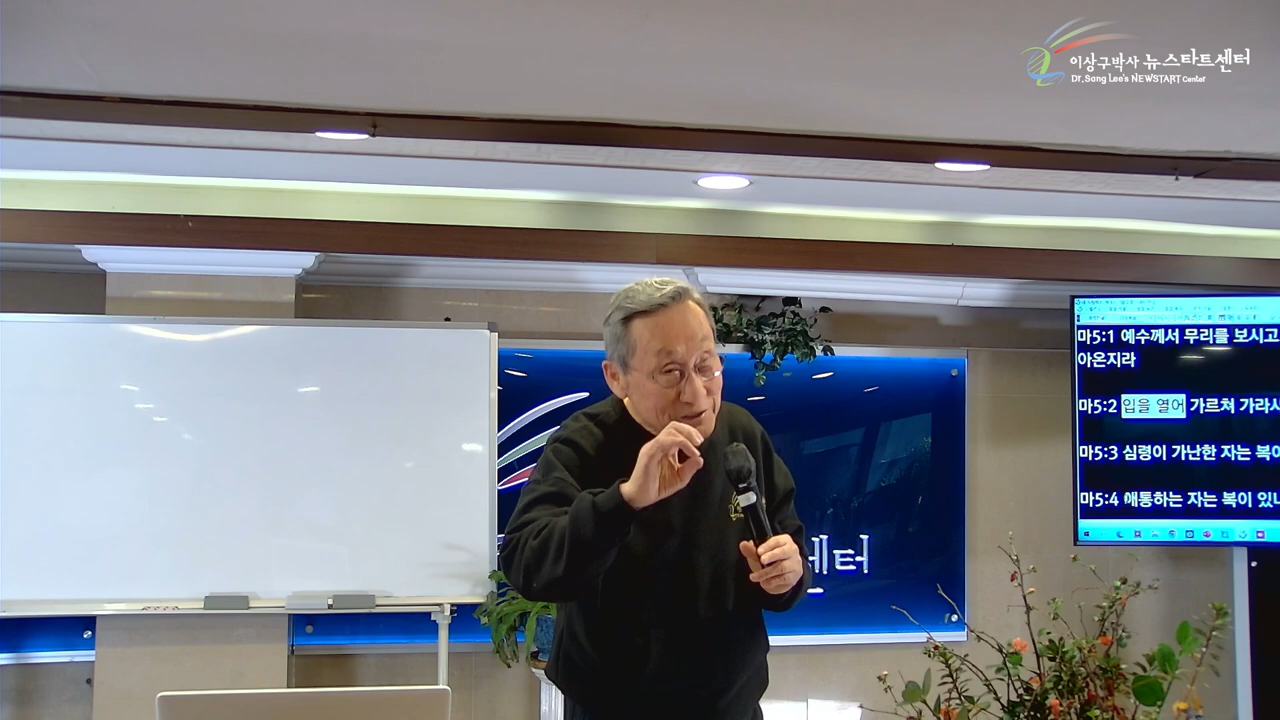 이상구박사 뉴스타트센터
Dr. Sang Lee's NEWSTART Center
마5:1 예수께서 무리를 보시고
아온지라
마5:2 입을 열어 가르쳐 가라사
마5:3 심령이 가난한 자는 복이
마5:4 애통하는 자는 복이 있나
센터